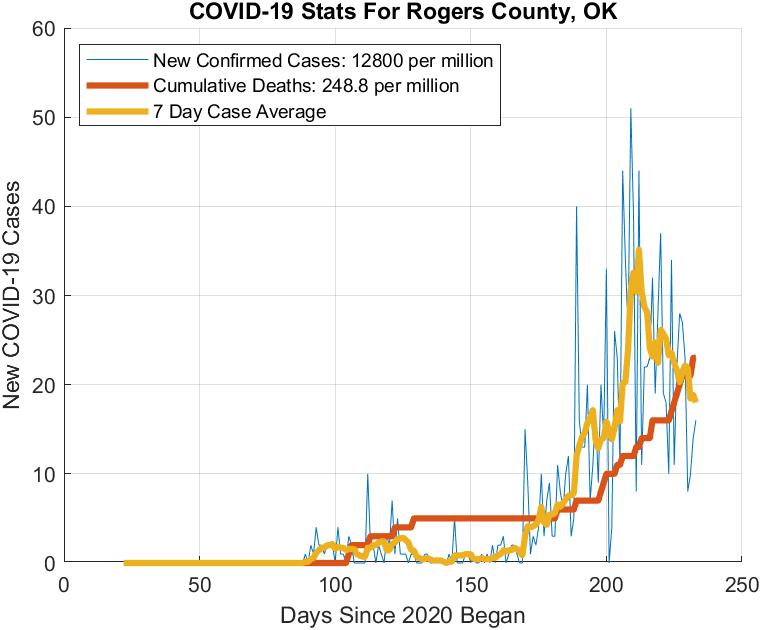 COVID-19 Stats For Rogers County, OK
60
New Confirmed Cases: 12800 per million
Cumulative Deaths: 248.8 per million
7 Day Case Average
50
40
30
20
10
0
New COVID-19 Cases
0 50 100 150 200 250
Days Since 2020 Began